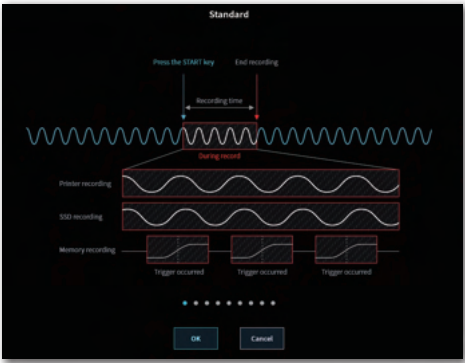 Standard
Press the START key
End recording
Recording time
During record
Printer recording
SSD recording
Memory recording
Trigger occurred
Trigger occurred
Trigger occurred
OK
Cancel